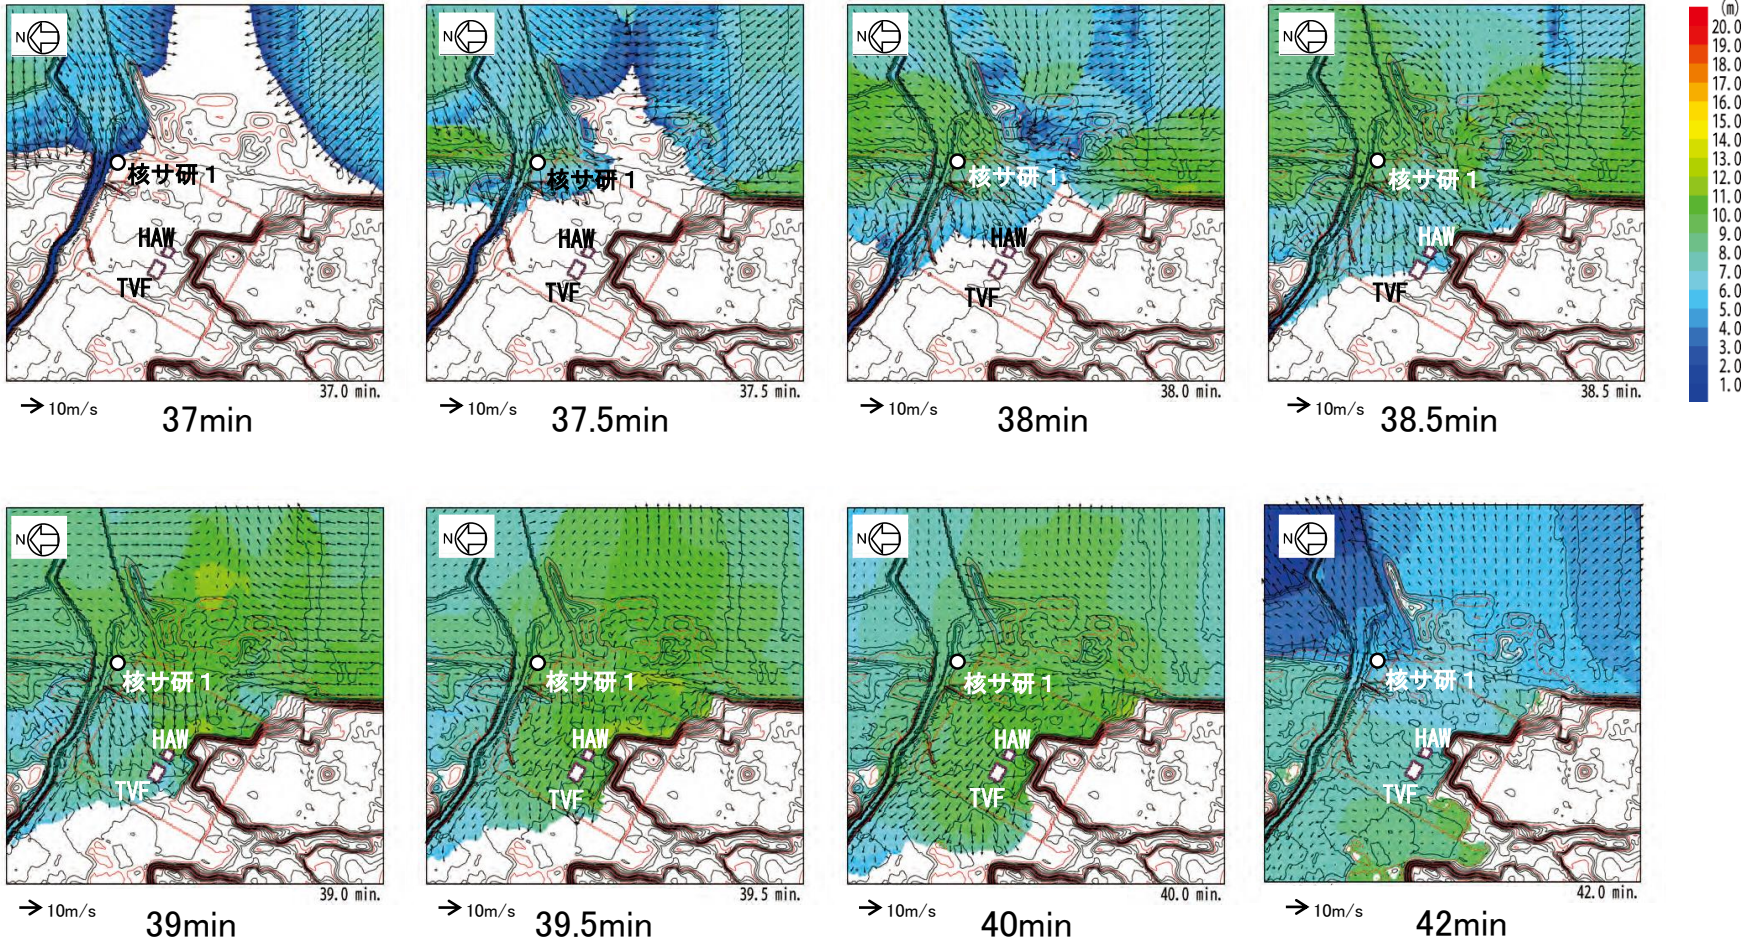 N
核サ研1
HAW
TVF
37.0 min.
10m/s
37min
N
核サ研1
HAW
TVF
37.5 min.
10m/s
37.5min
N
核サ研1
HAW
TVF
38.0 min.
10m/s
38min
N
核サ研1
HAW
TVF
38.5 min.
10m/s
38.5min
(m)
20.0
19.0
18.0
17.0
16.0
15.0
14.0
13.0
12.0
11.0
10.0
9.0
8.0
7.0
6.0
5.0
4.0
3.0
2.0
1.0
N
核サ研1
HAW
TVF
39.0 min.
10m/s
39min
N
核サ研1
HAW
TVF
39.5 min.
10m/s
39.5min
N
核サ研1
HAW
TVF
40.0 min.
10m/s
40min
N
核サ研1
HAW
TVF
42.0 min.
10m/s
42min